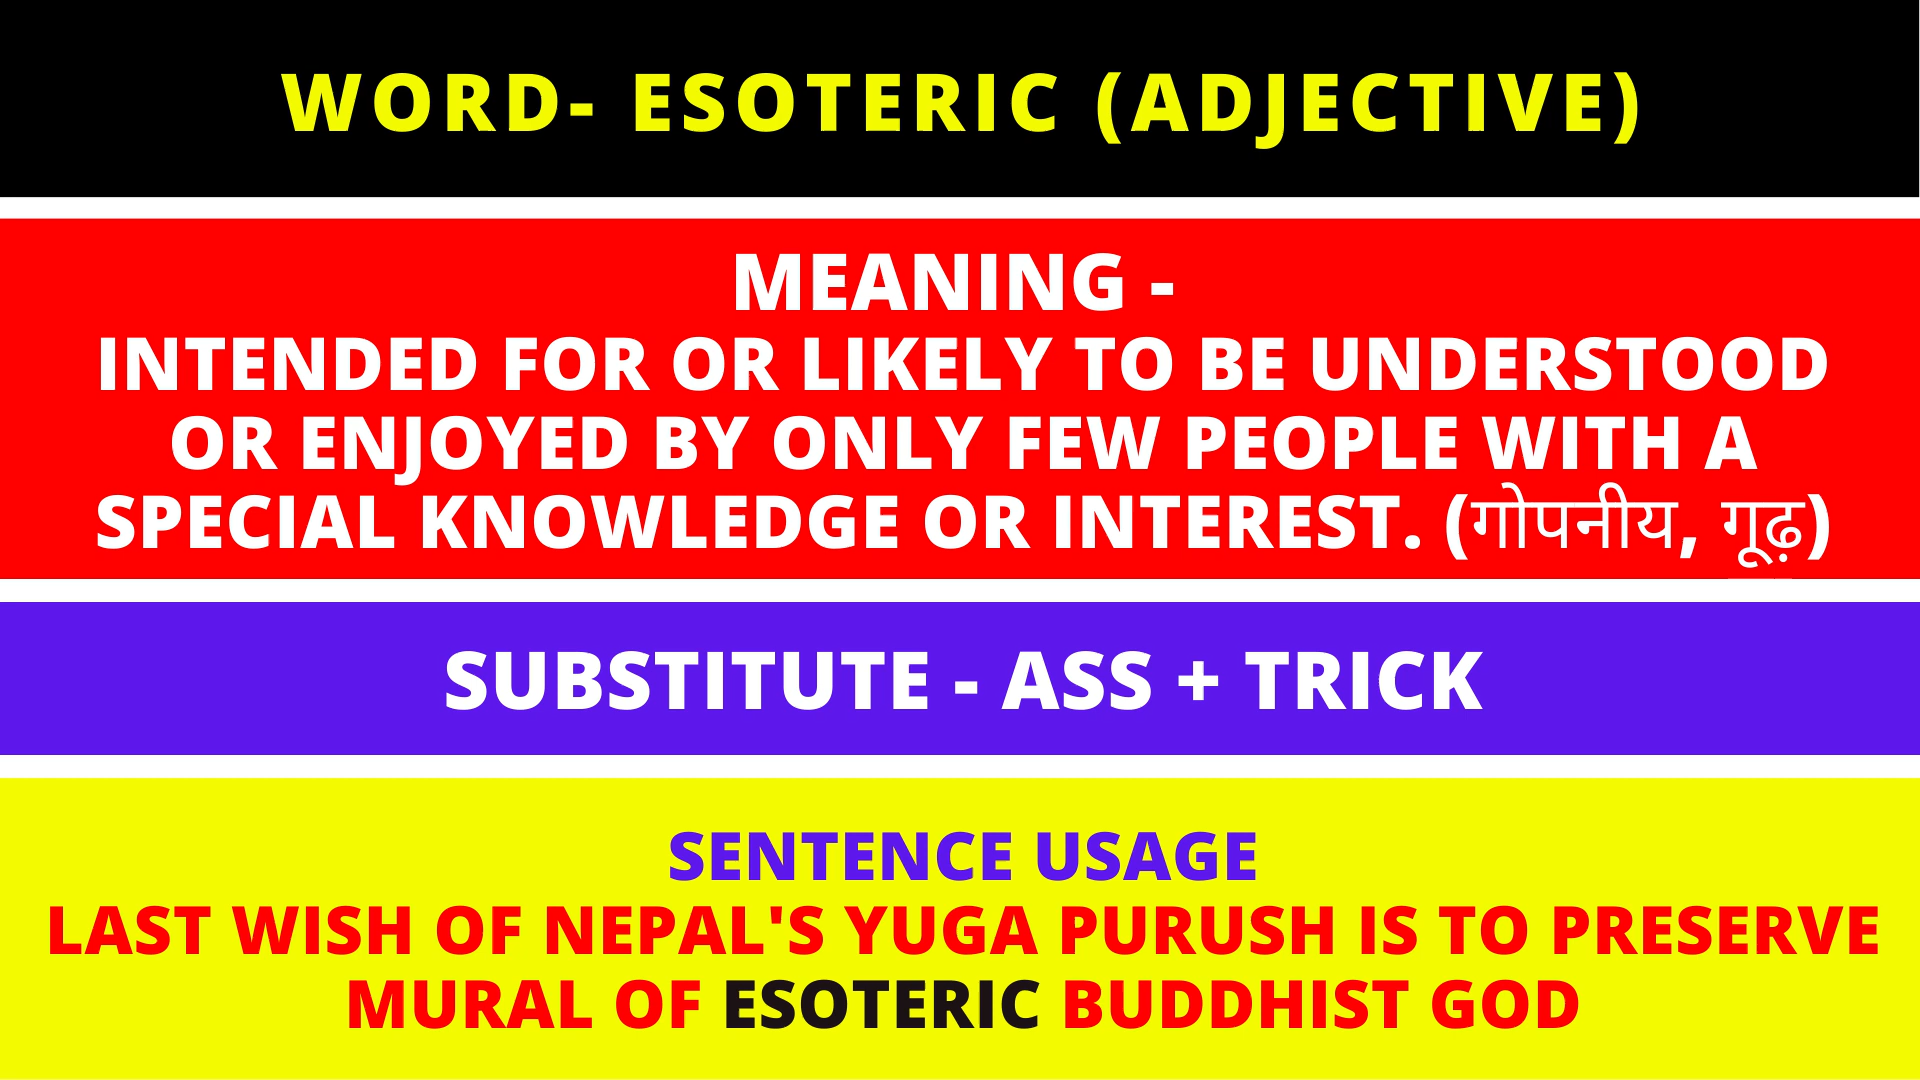 WORD- ESOTERIC (ADJECTIVE)
MEANING -
INTENDED FOR OR LIKELY TO BE UNDERSTOOD
OR ENJOYED BY ONLY FEW PEOPLE WITH A
SPECIAL KNOWLEDGE OR INTEREST. (गोपनीय, गूढ़)
SUBSTITUTE - ASS + TRICK
SENTENCE USAGE
LAST WISH OF NEPAL'S YUGA PURUSH IS TO PRESERVE
MURAL OF ESOTERIC BUDDHIST GOD